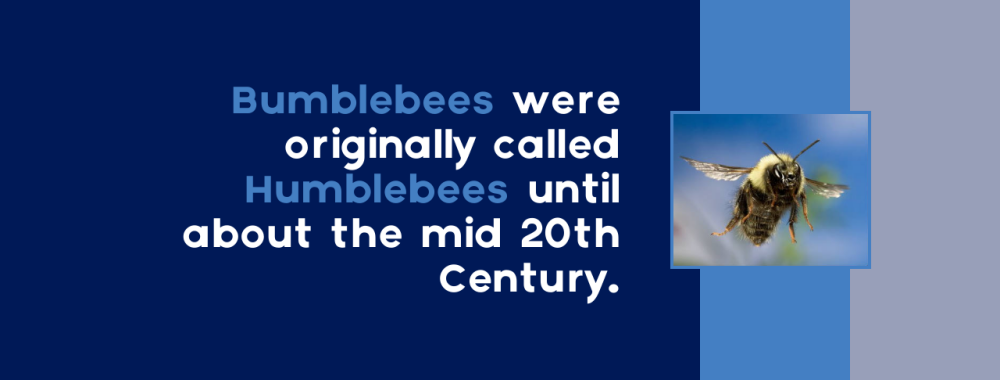 Bumblebees were
originally called
Humblebees until
about the mid 20th
Century.